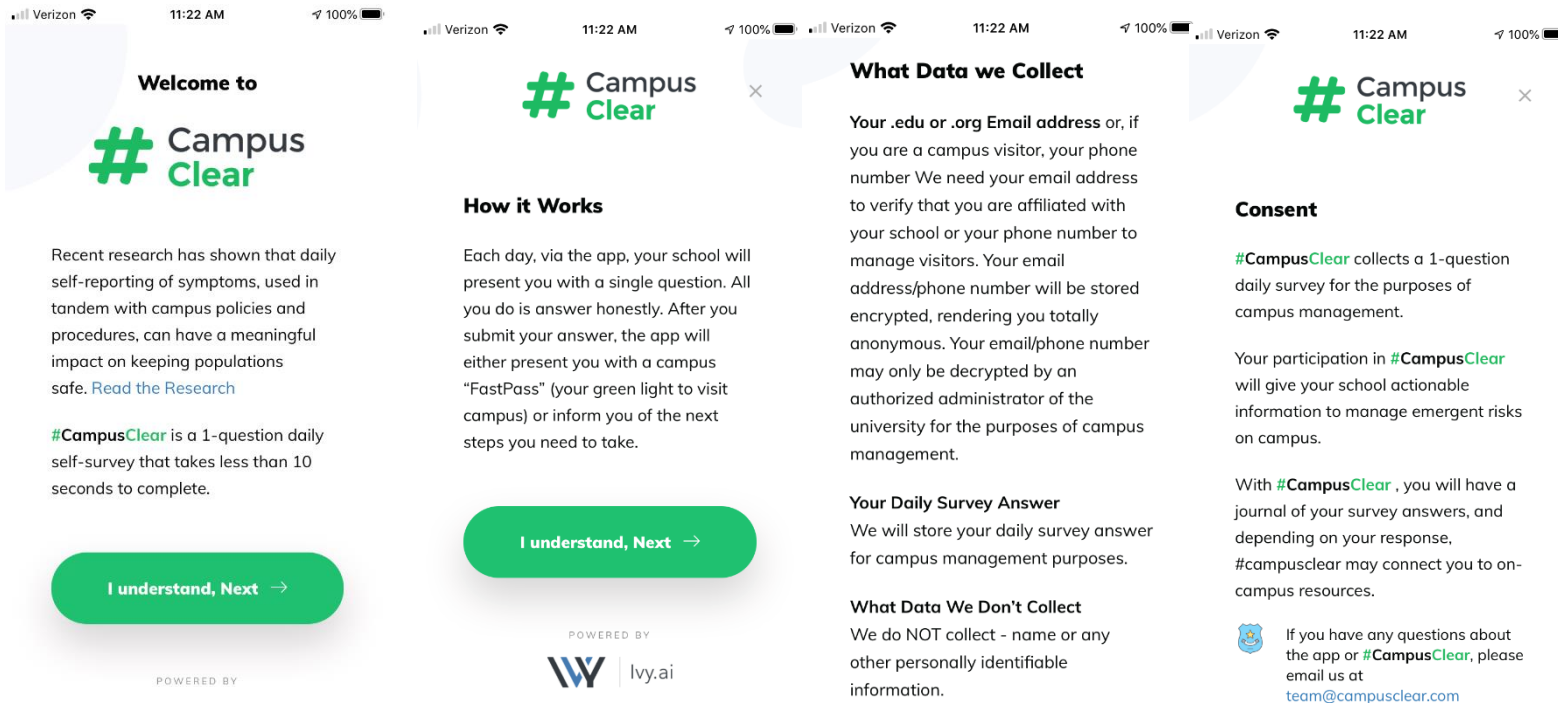 Verizon 11:22 AM 100%
Welcome to
# Campus
Clear
Recent research has shown that daily
self-reporting of symptoms, used in
tandem with campus policies and
procedures, can have a meaningful
impact on keeping populations
safe. Read the Research
#CampusClear is a 1-question daily
self-survey that takes less than 10
seconds to complete.
I understand, Next →
POWERED BY
Verizon 11:22 AM 100%
# Campus
Clear
×
How it Works
Each day, via the app, your school will
present you with a single question. All
you do is answer honestly. After you
submit your answer, the app will
either present you with a campus
“FastPass” (your green light to visit
campus) or inform you of the next
steps you need to take.
I understand, Next →
POWERED BY
IVY | Ivy.ai
Verizon 11:22 AM 100%
What Data we Collect
Your .edu or .org Email address or, if
you are a campus visitor, your phone
number We need your email address
to verify that you are affiliated with
your school or your phone number to
manage visitors. Your email
address/phone number will be stored
encrypted, rendering you totally
anonymous. Your email/phone number
may only be decrypted by an
authorized administrator of the
university for the purposes of campus
management.
Your Daily Survey Answer
We will store your daily survey answer
for campus management purposes.
What Data We Don’t Collect
We do NOT collect - name or any
other personally identifiable
information.
Verizon 11:22 AM 100%
# Campus
Clear
×
Consent
#CampusClear collects a 1-question
daily survey for the purposes of
campus management.
Your participation in #CampusClear
will give your school actionable
information to manage emergent risks
on campus.
With #CampusClear , you will have a
journal of your survey answers, and
depending on your response,
#campusclear may connect you to on-
campus resources.
If you have any questions about
the app or #CampusClear, please
email us at
team@campusclear.com